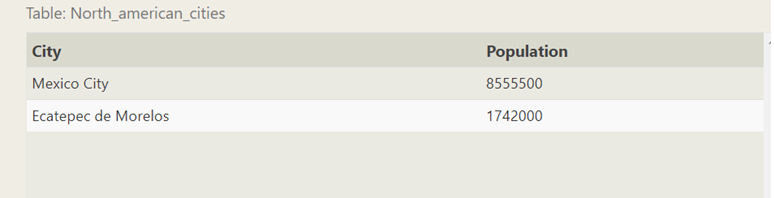 Table: North_american_cities
City Population
Mexico City 8555500
Ecatepec de Morelos 1742000